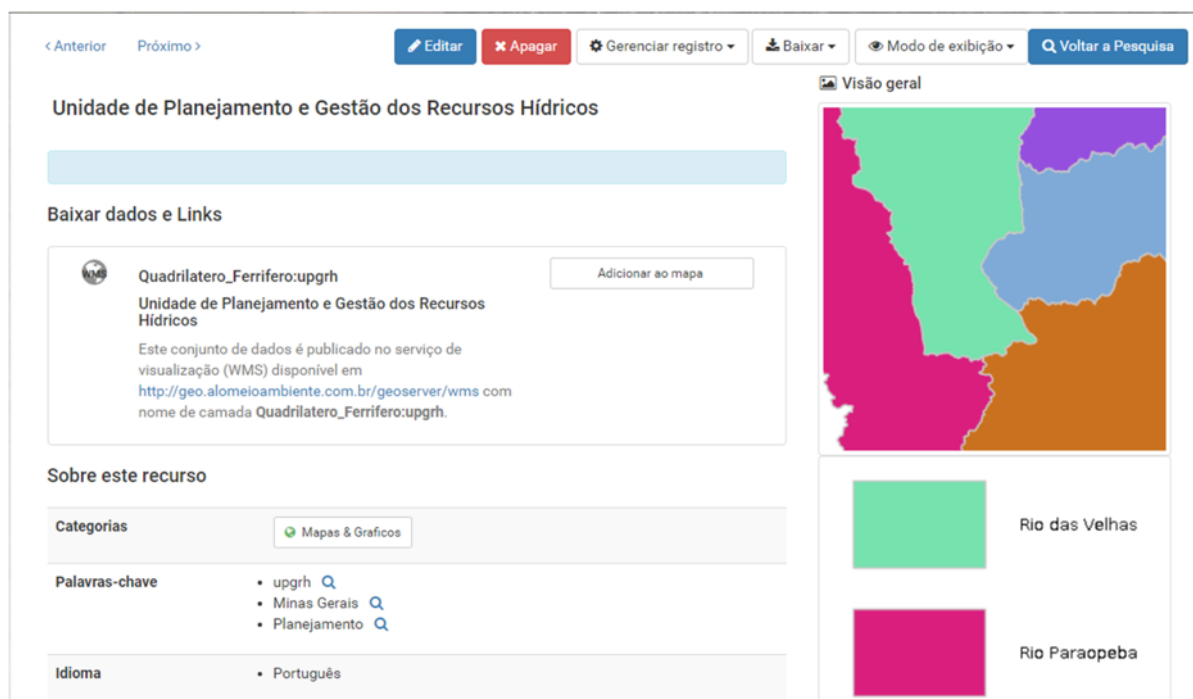 ‹ Anterior Próximo ›
Editar
Apagar
Gerenciar registro
Baixar
Modo de exibição
Voltar a Pesquisa
Unidade de Planejamento e Gestão dos Recursos Hídricos
Baixar dados e Links
WMS
Quadrilatero_Ferrifero:upgrh
Adicionar ao mapa
Unidade de Planejamento e Gestão dos Recursos
Hídricos
Este conjunto de dados é publicado no serviço de
visualização (WMS) disponível em
http://geo.alomeioambiente.com.br/geoserver/wms com
nome de camada Quadrilatero_Ferrifero:upgrh.
Sobre este recurso
Categorias
Mapas & Graficos
Palavras-chave
• upgrh
• Minas Gerais
• Planejamento
Idioma
• Português
Visão geral
Rio das Velhas
Rio Paraopeba